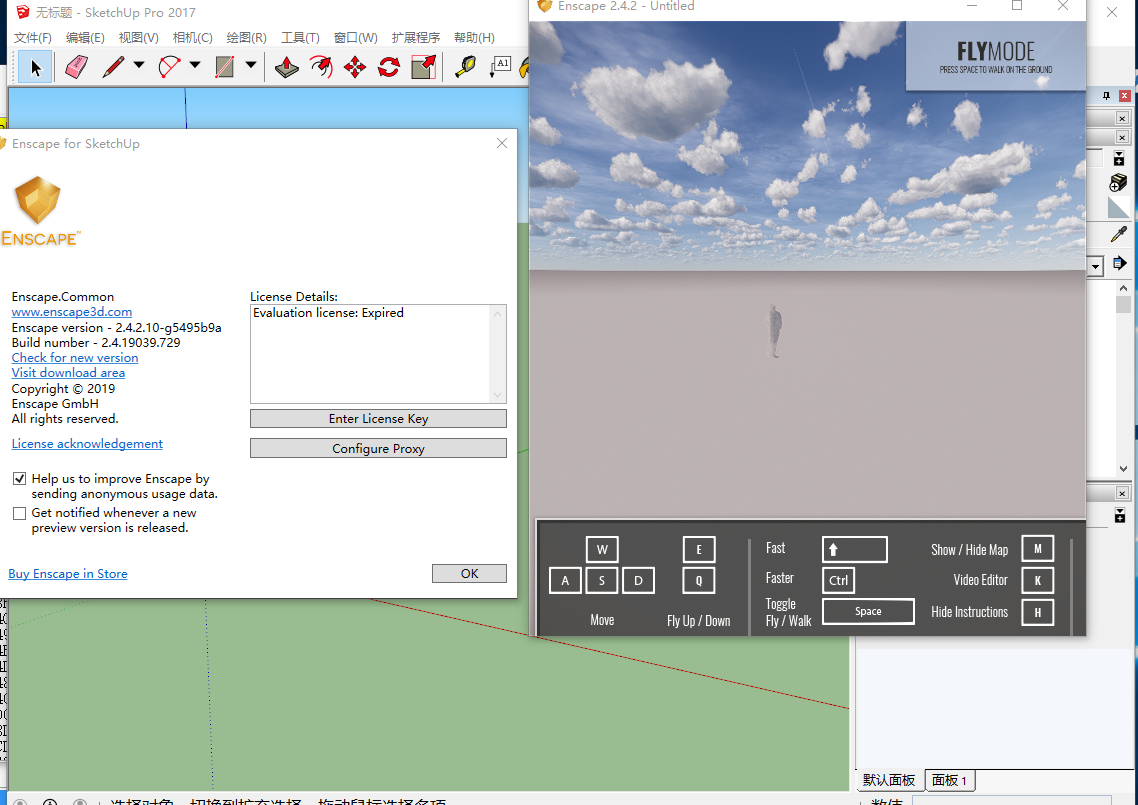 无标题 - SketchUp Pro 2017
文件(F) 编辑(E) 视图(V) 相机(C) 绘图(R) 工具(T) 窗口(W) 扩展程序 帮助(H)
A1
Enscape for SketchUp
ENSCAPE™
Enscape.Common
www.enscape3d.com
Enscape version - 2.4.2.10-g5495b9a
Build number - 2.4.19039.729
Check for new version
Visit download area
Copyright © 2019
Enscape GmbH
All rights reserved.
License acknowledgement
Help us to improve Enscape by
sending anonymous usage data.
Get notified whenever a new
preview version is released.
Buy Enscape in Store
License Details:
Evaluation license: Expired
Enter License Key
Configure Proxy
OK
Enscape 2.4.2 - Untitled
FLYMODE
PRESS SPACE TO WALK ON THE GROUND
W
A S D
Move
E
Q
Fly Up / Down
Fast
Faster Ctrl
Toggle
Fly / Walk Space
Show / Hide Map M
Video Editor K
Hide Instructions H
默认面板 面板 1
选择对象。切换到扩充选择。拖动鼠标选择多项。
数值